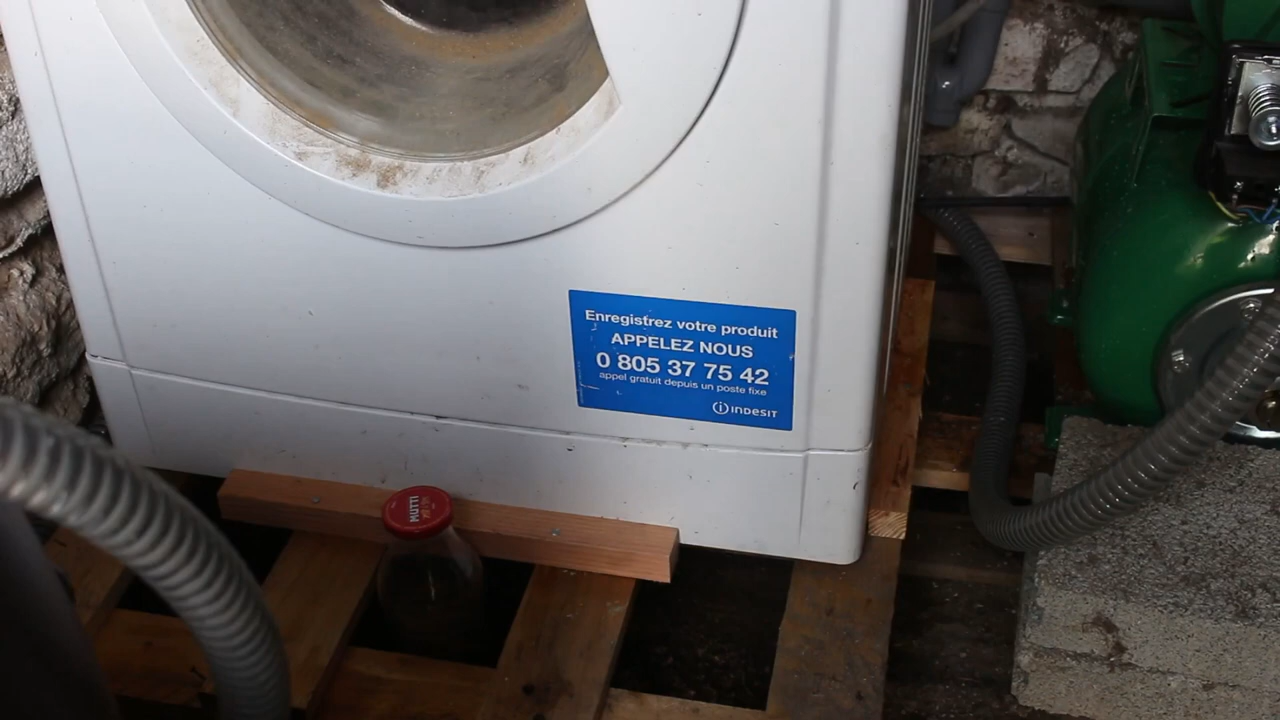 Enregistrez votre produit
APPELEZ NOUS
0 805 37 75 42
appel gratuit depuis un poste fixe
INDESIT
MUTTI